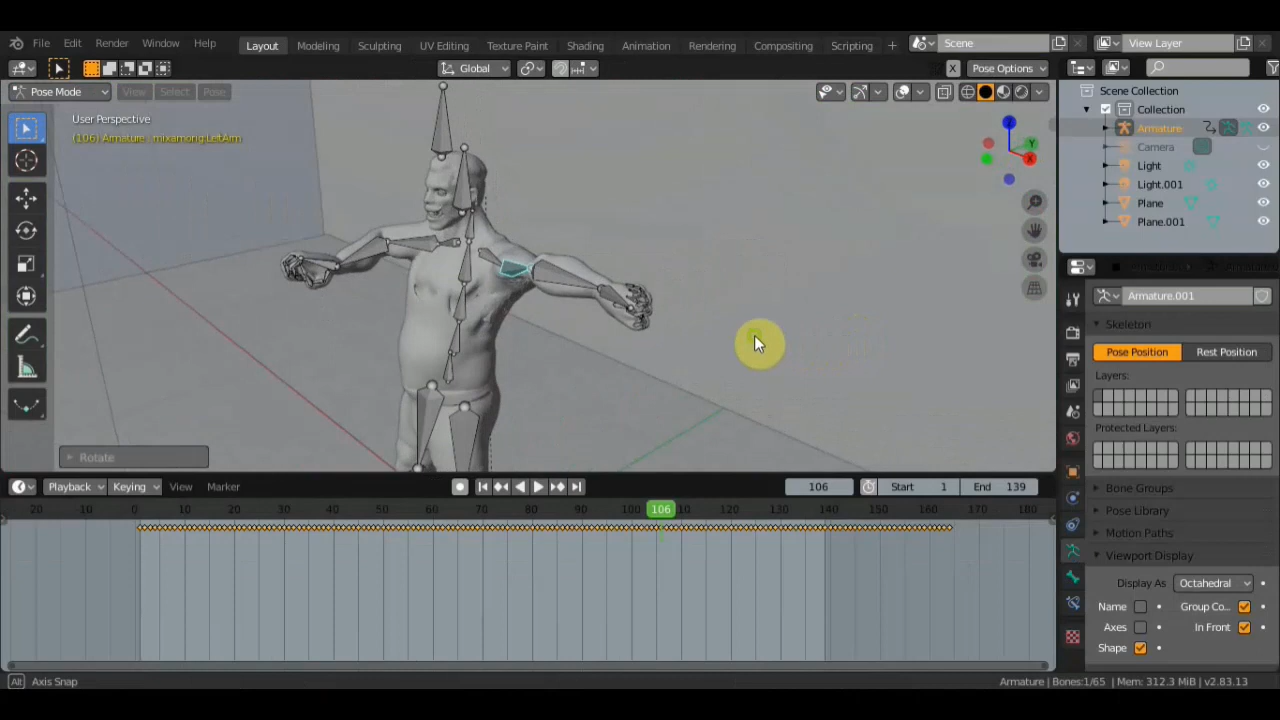 File Edit Render Window Help Layout Modeling Sculpting UV Editing Texture Paint Shading Animation Rendering Compositing Scripting + Scene View Layer
Global X Pose Options
Pose Mode View Select Pose
User Perspective
(106) Armature : mixamorig:LeftArm
Z
Y
X
Scene Collection
Collection
Armature
Camera
Light
Light.001
Plane
Plane.001
Armature.001
Skeleton
Pose Position Rest Position
Layers:
Protected Layers:
Bone Groups
Pose Library
Motion Paths
Viewport Display
Display As Octahedral
Name Group Co...
Axes In Front
Shape
Rotate
Playback Keying View Marker 106 Start 1 End 139
20 10 0 10 20 30 40 50 60 70 80 90 100 106 10 120 130 140 150 160 170 180
Alt Axis Snap Armature | Bones:1/65 | Mem: 312.3 MiB | v2.83.13